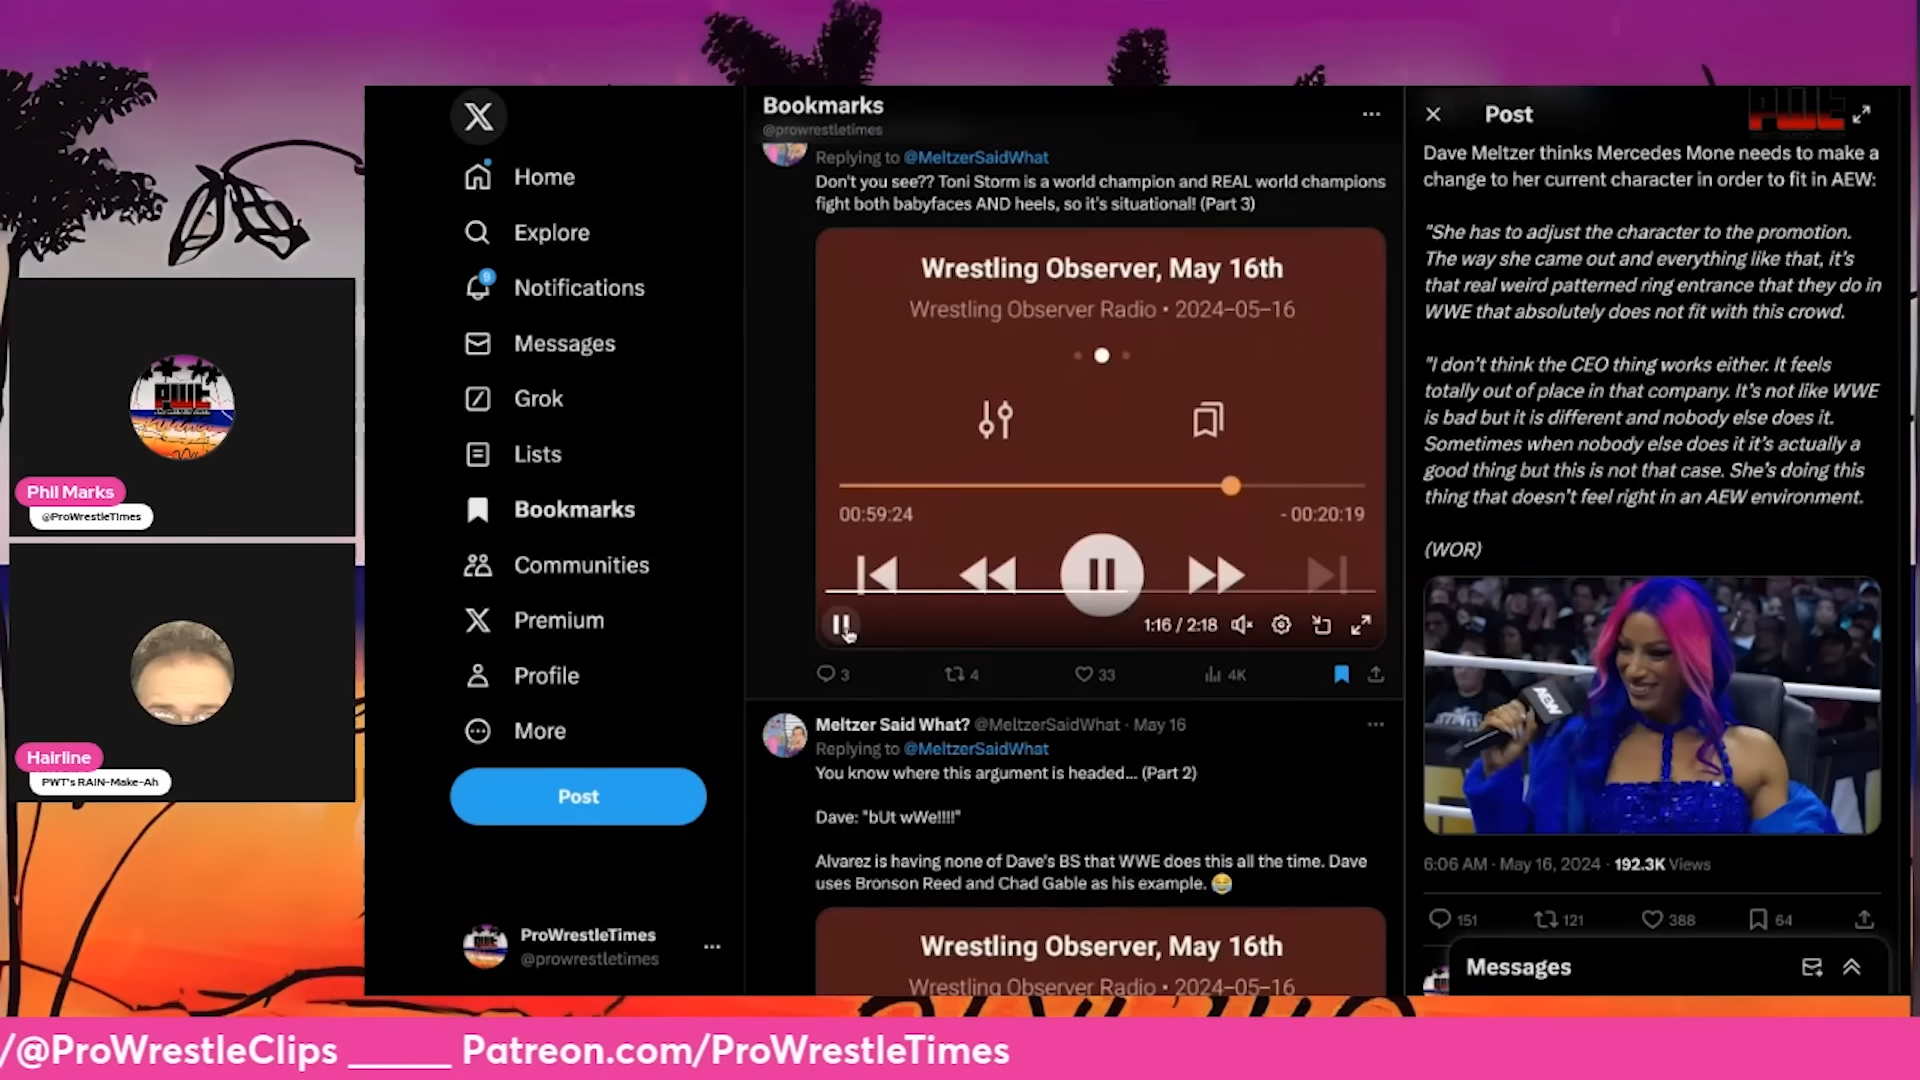 Phil Marks
@ProWrestleTimes
Hairline
PWT's RAIN-Make-Ah
Home
Explore
9
Notifications
Messages
Grok
Lists
Bookmarks
Communities
Premium
Profile
More
Post
ProWrestleTimes
@prowrestletimes
Bookmarks
@prowrestletimes
Replying to @MeltzerSaidWhat
Don't you see?? Toni Storm is a world champion and REAL world champions
fight both babyfaces AND heels, so it's situational! (Part 3)
Wrestling Observer, May 16th
Wrestling Observer Radio • 2024-05-16
00:59:24
- 00:20:19
1:16 / 2:18
3
4
33
4K
Meltzer Said What? @MeltzerSaidWhat · May 16
Replying to @MeltzerSaidWhat
You know where this argument is headed... (Part 2)
Dave: "bUt wWe!!!!"
Alvarez is having none of Dave's BS that WWE does this all the time. Dave
uses Bronson Reed and Chad Gable as his example. 😂
Wrestling Observer, May 16th
Wrestling Observer Radio • 2024-05-16
Post
Dave Meltzer thinks Mercedes Mone needs to make a
change to her current character in order to fit in AEW:
"She has to adjust the character to the promotion.
The way she came out and everything like that, it's
that real weird patterned ring entrance that they do in
WWE that absolutely does not fit with this crowd.
"I don't think the CEO thing works either. It feels
totally out of place in that company. It's not like WWE
is bad but it is different and nobody else does it.
Sometimes when nobody else does it it's actually a
good thing but this is not that case. She's doing this
thing that doesn't feel right in an AEW environment.
(WOR)
AEW
6:06 AM · May 16, 2024 · 192.3K Views
151
121
388
64
Messages
/@ProWrestleClips ______ Patreon.com/ProWrestleTimes